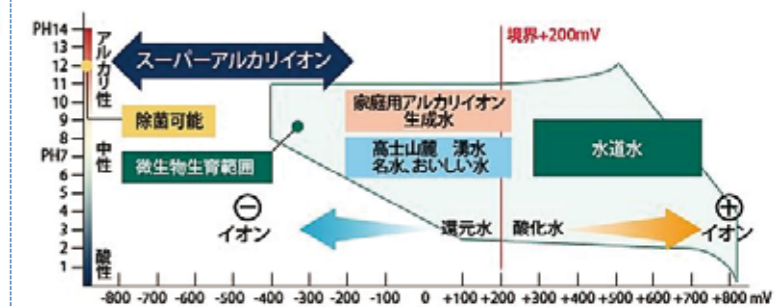 PH14
13
12
11
10
9
8
PH7
6
5
4
3
2
1
アルカリ性
中性
酸性
スーパーアルカリイオン
境界+200mV
除菌可能
微生物生育範囲
家庭用アルカリイオン
生成水
高士山麓 湧水
名水、おいしい水
水道水
⊖
イオン
還元水
酸化水
⊕
イオン
-800 -700 -600 -500 -400 -300 -200 -100 0 +100 +200 +300 +400 +500 +600 +700 +800 mV